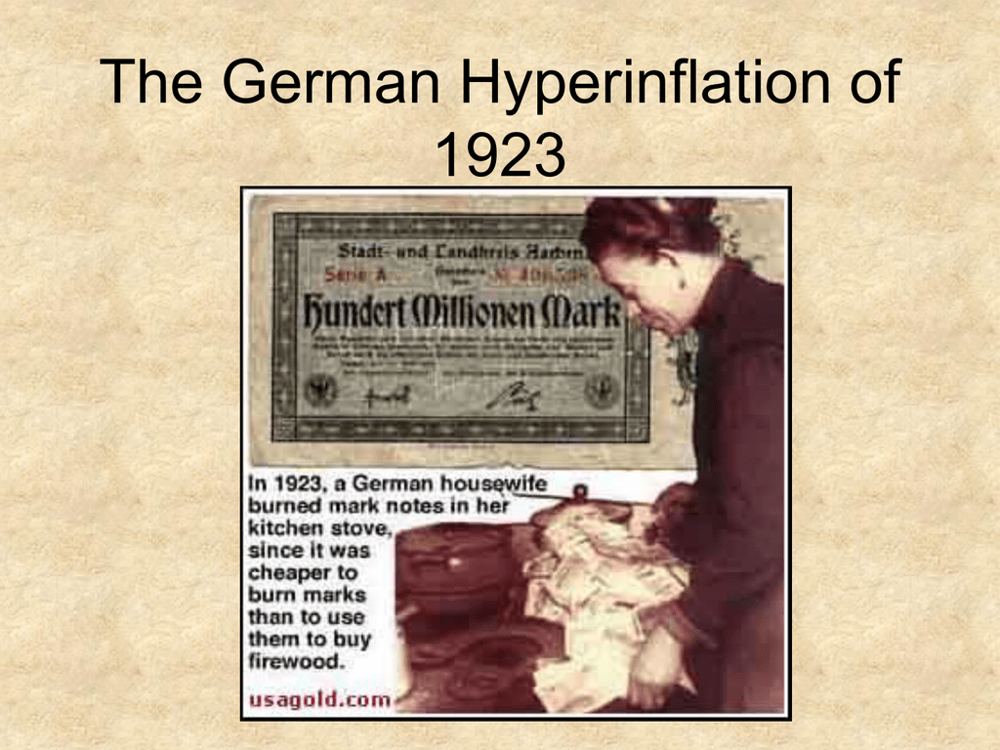 The German Hyperinflation of
1923
Stadt- und Landkreis Aachen
Serie A
Hundert Millionen Mark
In 1923, a German housewife
burned mark notes in her
kitchen stove,
since it was
cheaper to
burn marks
than to use
them to buy
firewood.
usagold.com